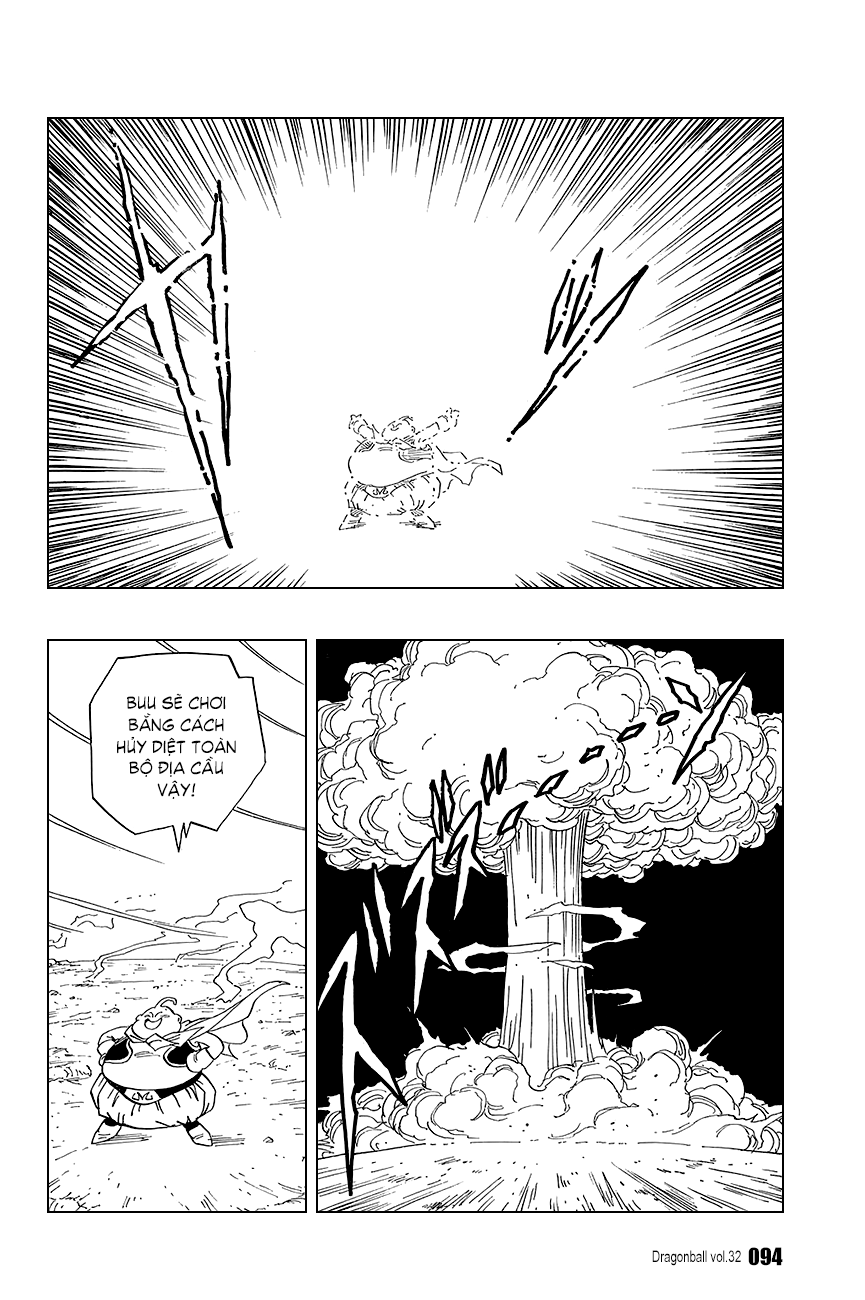 BUU SẼ CHƠI
BẰNG CÁCH
HỦY DIỆT TOÀN
BỘ ĐỊA CẦU
VẬY!
Dragonball vol.32 094